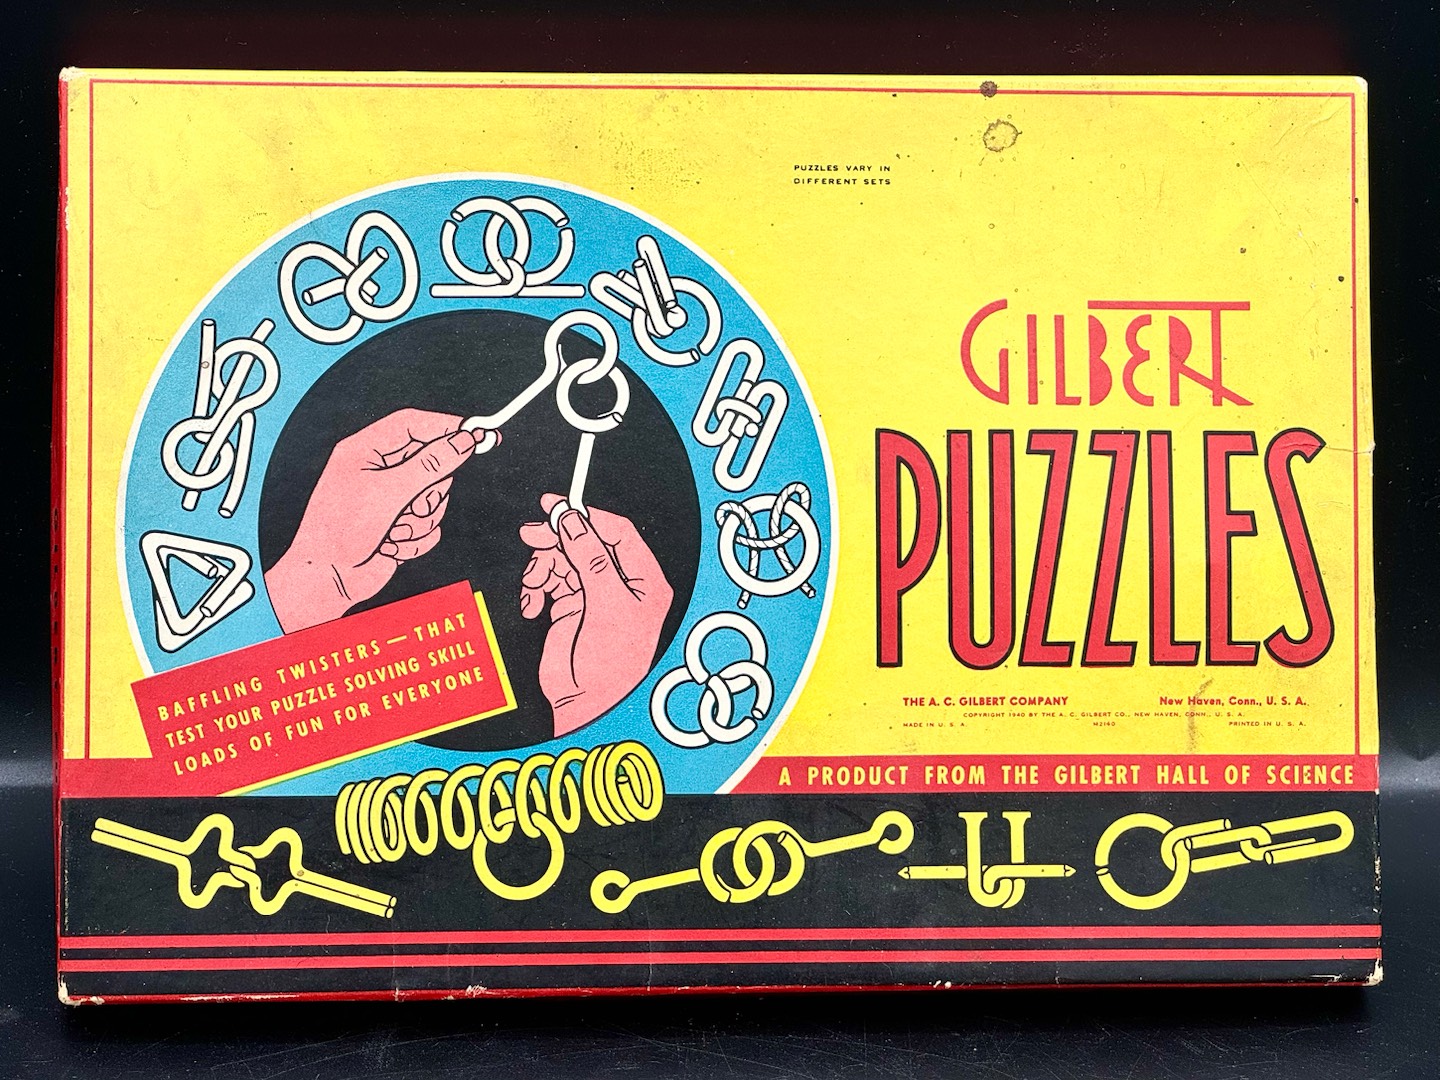 PUZZLES VARY IN
DIFFERENT SETS
GILBERT
PUZZLES
BAFFLING TWISTERS—THAT
TEST YOUR PUZZLE SOLVING SKILL
LOADS OF FUN FOR EVERYONE
THE A. C. GILBERT COMPANY New Haven, Conn., U. S. A.
COPYRIGHT 1940 BY THE A. C. GILBERT CO., NEW HAVEN, CONN., U. S. A.
MADE IN U. S. A. M2160 PRINTED IN U. S. A.
A PRODUCT FROM THE GILBERT HALL OF SCIENCE